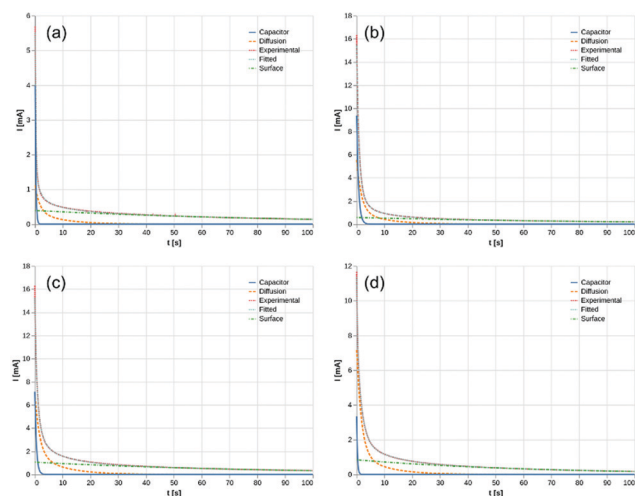 (a)
6
5
4
3
2
1
0
I [mA]
Capacitor
Diffusion
Experimental
Fitted
Surface
0 10 20 30 40 50 60 70 80 90 100
t [s]
(b)
18
16
14
12
10
8
6
4
2
0
I [mA]
Capacitor
Diffusion
Experimental
Fitted
Surface
0 10 20 30 40 50 60 70 80 90 100
t [s]
(c)
18
16
14
12
10
8
6
4
2
0
I [mA]
Capacitor
Diffusion
Experimental
Fitted
Surface
0 10 20 30 40 50 60 70 80 90 100
t [s]
(d)
12
10
8
6
4
2
0
I [mA]
Capacitor
Diffusion
Experimental
Fitted
Surface
0 10 20 30 40 50 60 70 80 90 100
t [s]